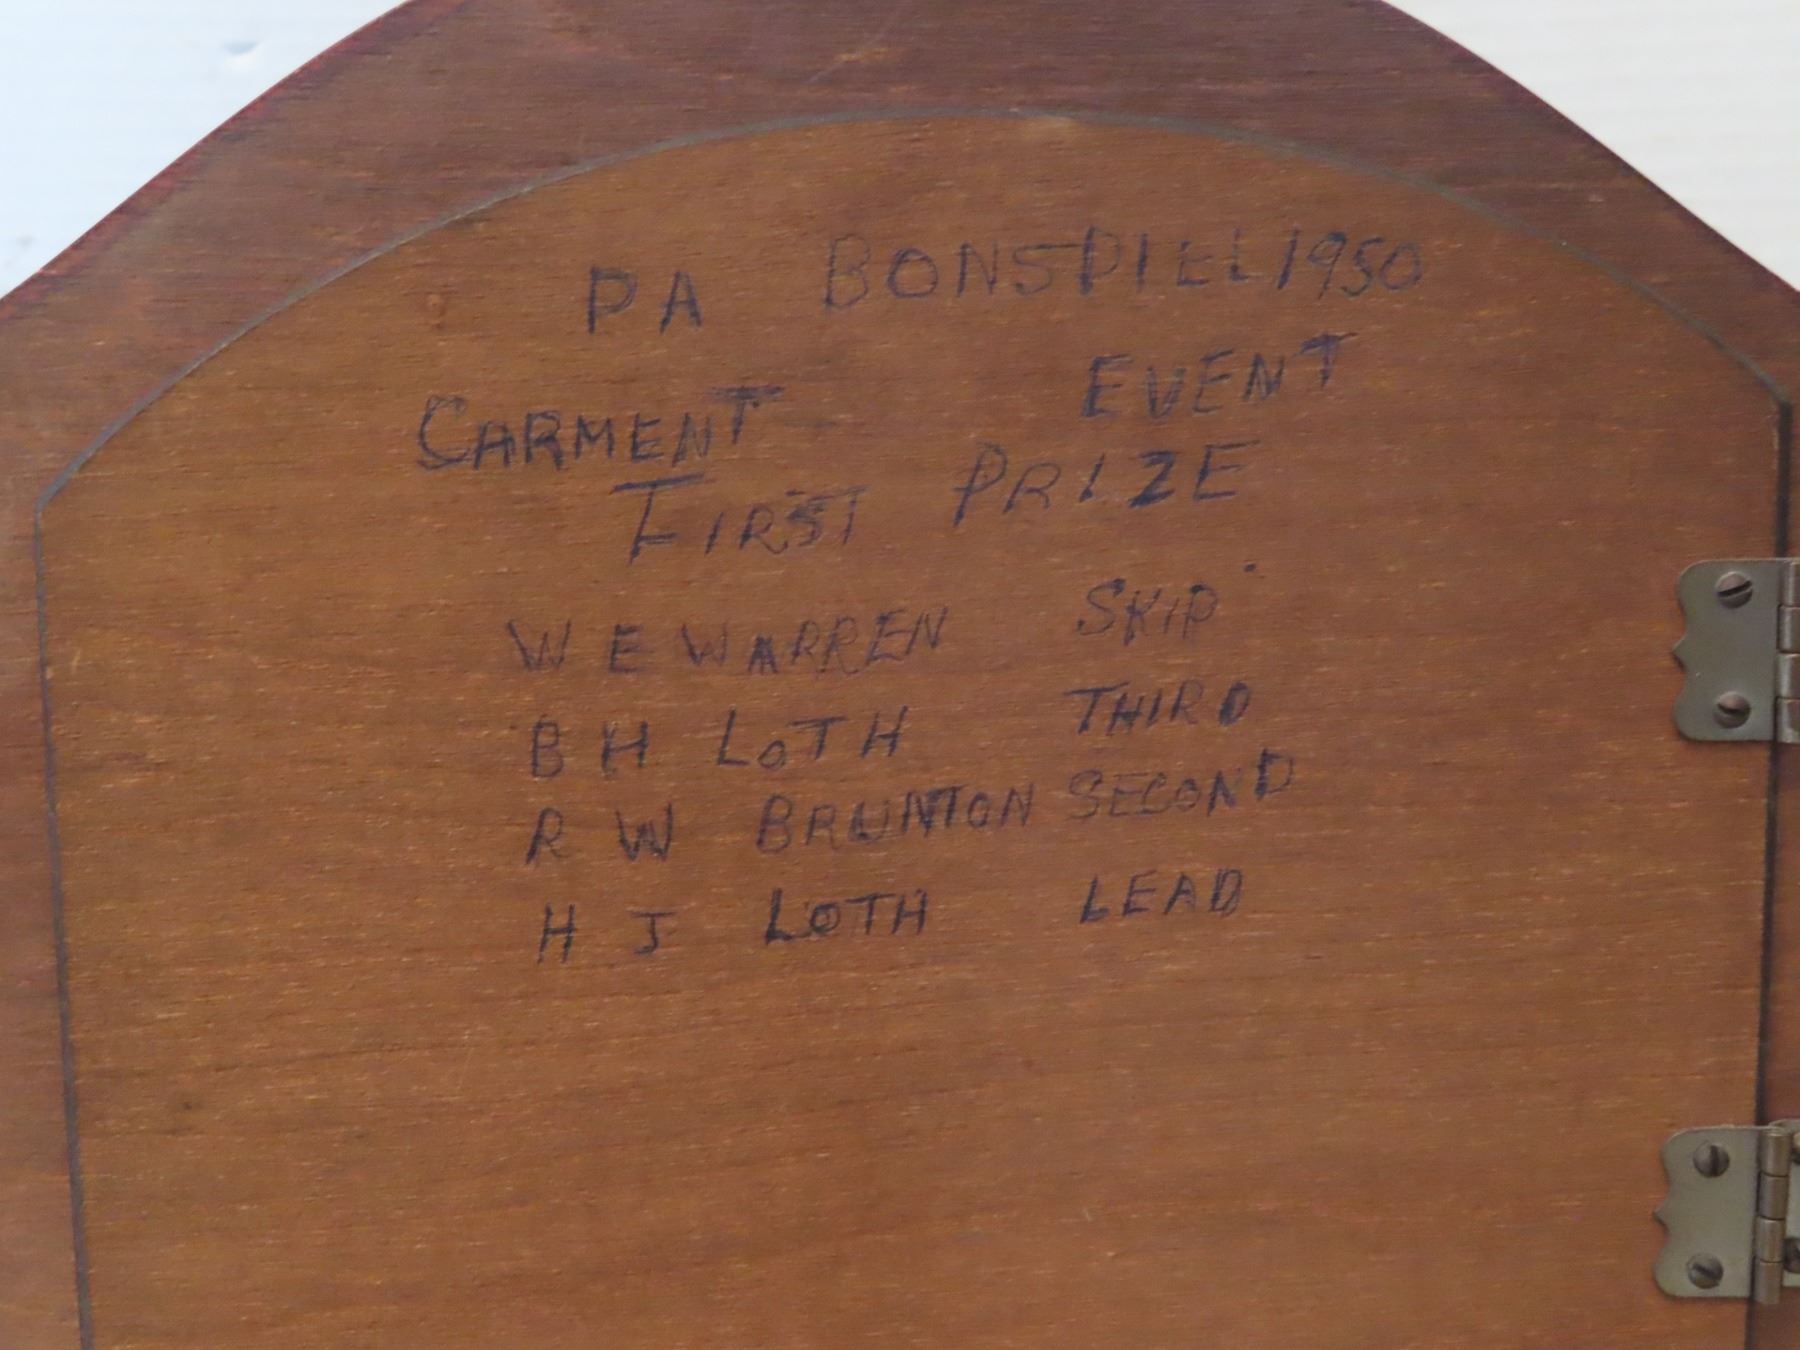 PA BONSPIEL 1950
CARMENT EVENT
FIRST PRIZE
W E WARREN SKIP
B H LOTH THIRD
R W BRUNTON SECOND
H J LOTH LEAD